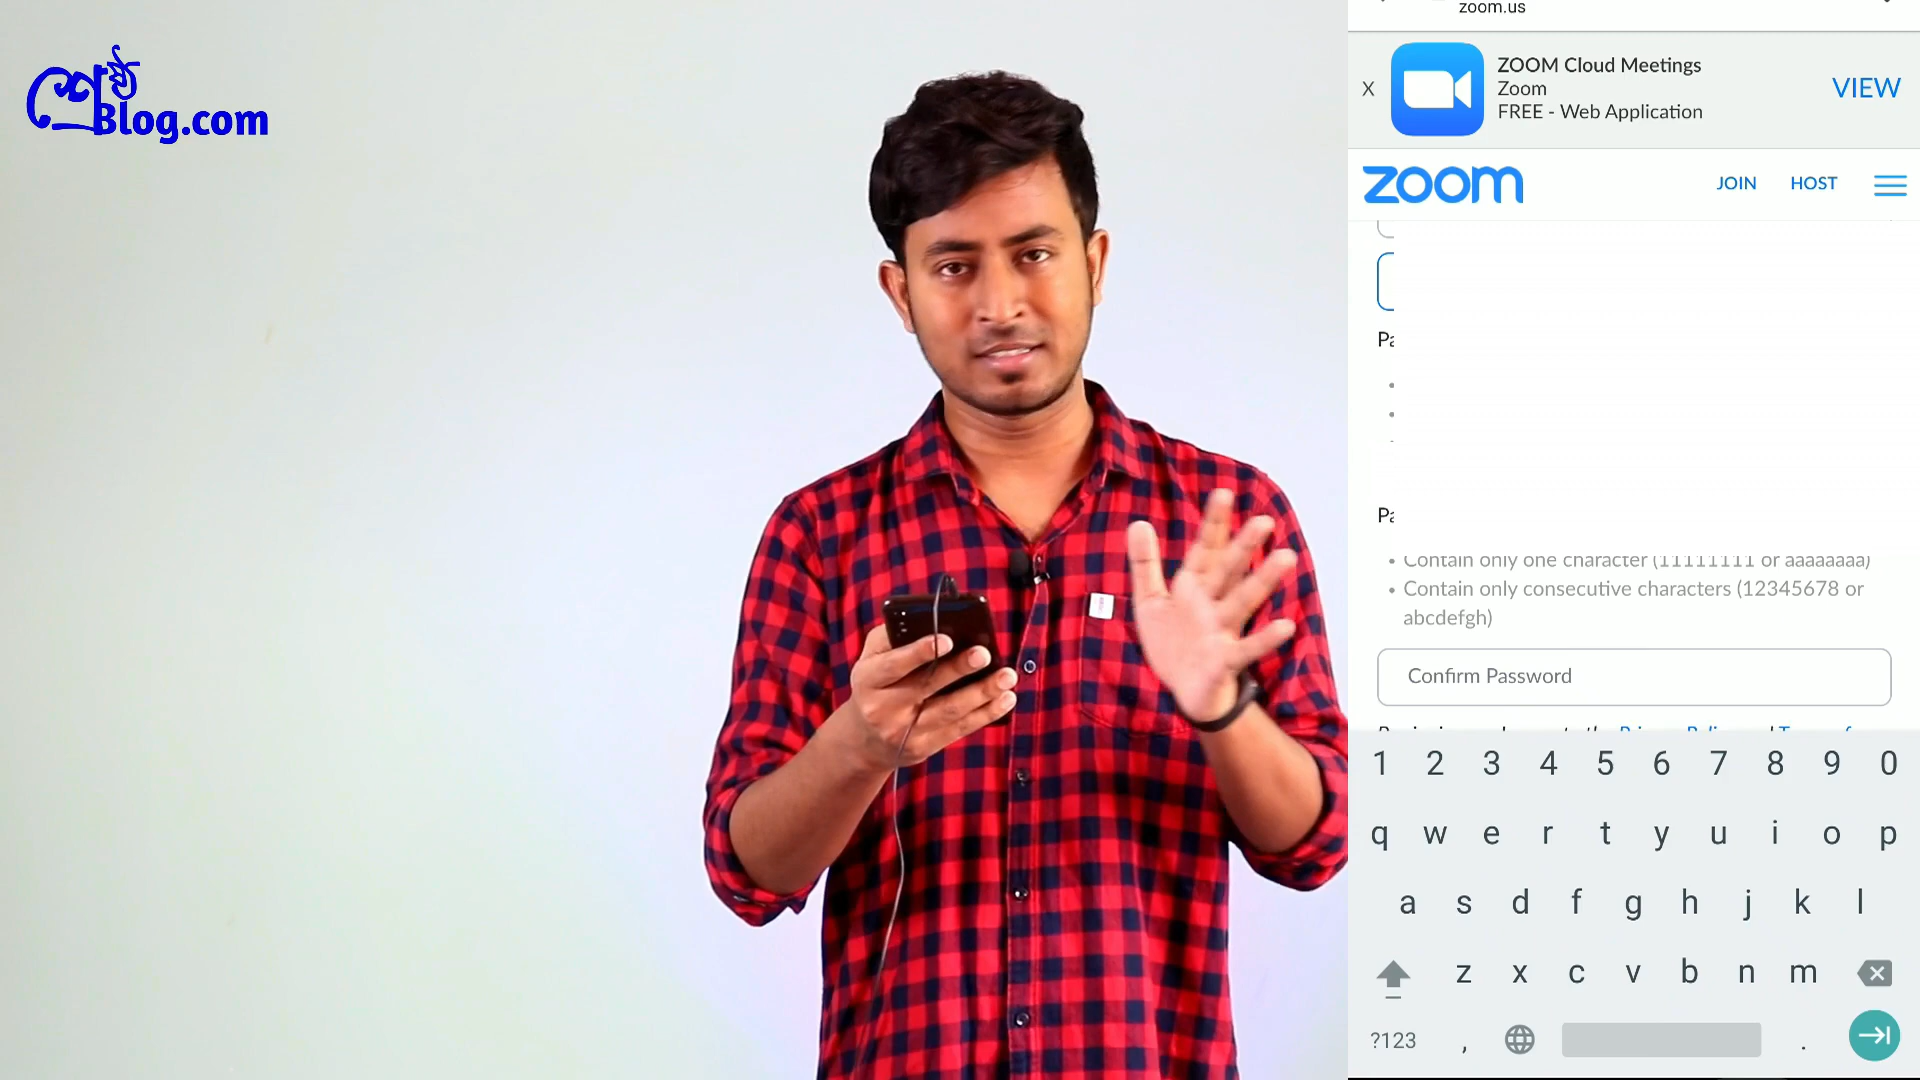 শ্রেষ্ঠ
Blog.com
zoom.us
X
ZOOM Cloud Meetings
Zoom
FREE - Web Application
VIEW
zoom
JOIN
HOST
Pa
Pa
• Contain only one character (11111111 or aaaaaaaa)
• Contain only consecutive characters (12345678 or
abcdefgh)
Confirm Password
1 2 3 4 5 6 7 8 9 0
q w e r t y u i o p
a s d f g h j k l
z x c v b n m
?123 , .